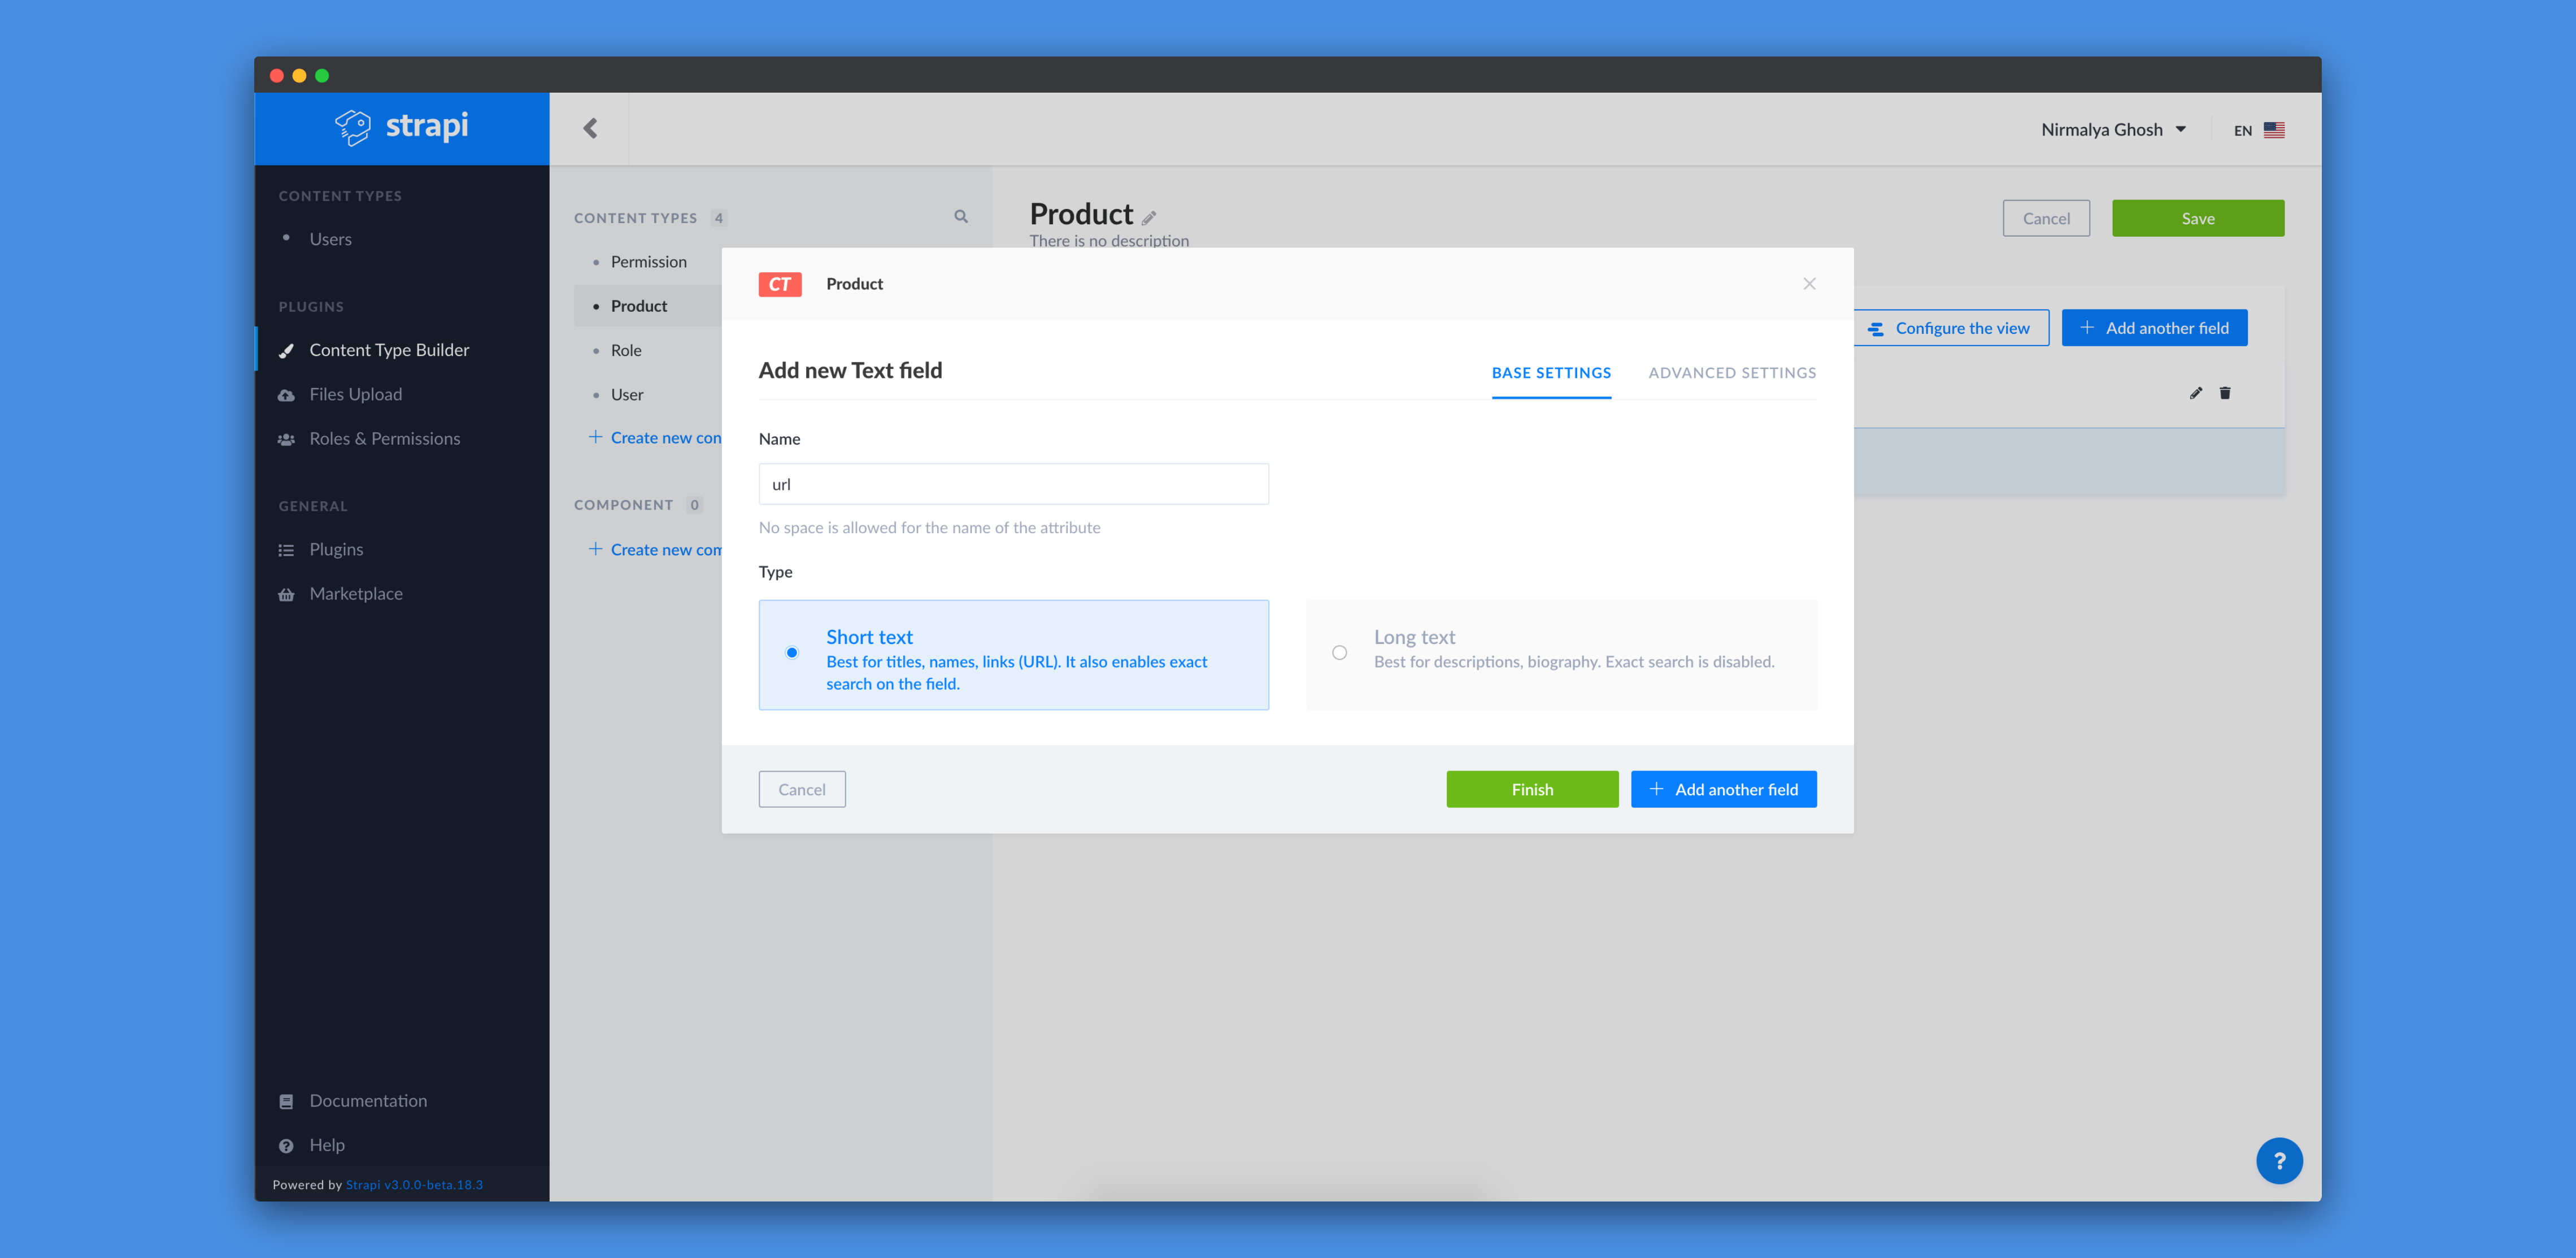 strapi
Nirmalya Ghosh
EN
CONTENT TYPES
Users
PLUGINS
Content Type Builder
Files Upload
Roles & Permissions
GENERAL
Plugins
Marketplace
Documentation
Help
Powered by Strapi v3.0.0-beta.18.3
CONTENT TYPES 4
Permission
Product
Role
User
Create new con
COMPONENT 0
Create new com
Product
There is no description
Cancel
Save
Configure the view
Add another field
CT
Product
Add new Text field
BASE SETTINGS
ADVANCED SETTINGS
Name
url
No space is allowed for the name of the attribute
Type
Short text
Best for titles, names, links (URL). It also enables exact
search on the field.
Long text
Best for descriptions, biography. Exact search is disabled.
Cancel
Finish
Add another field
?